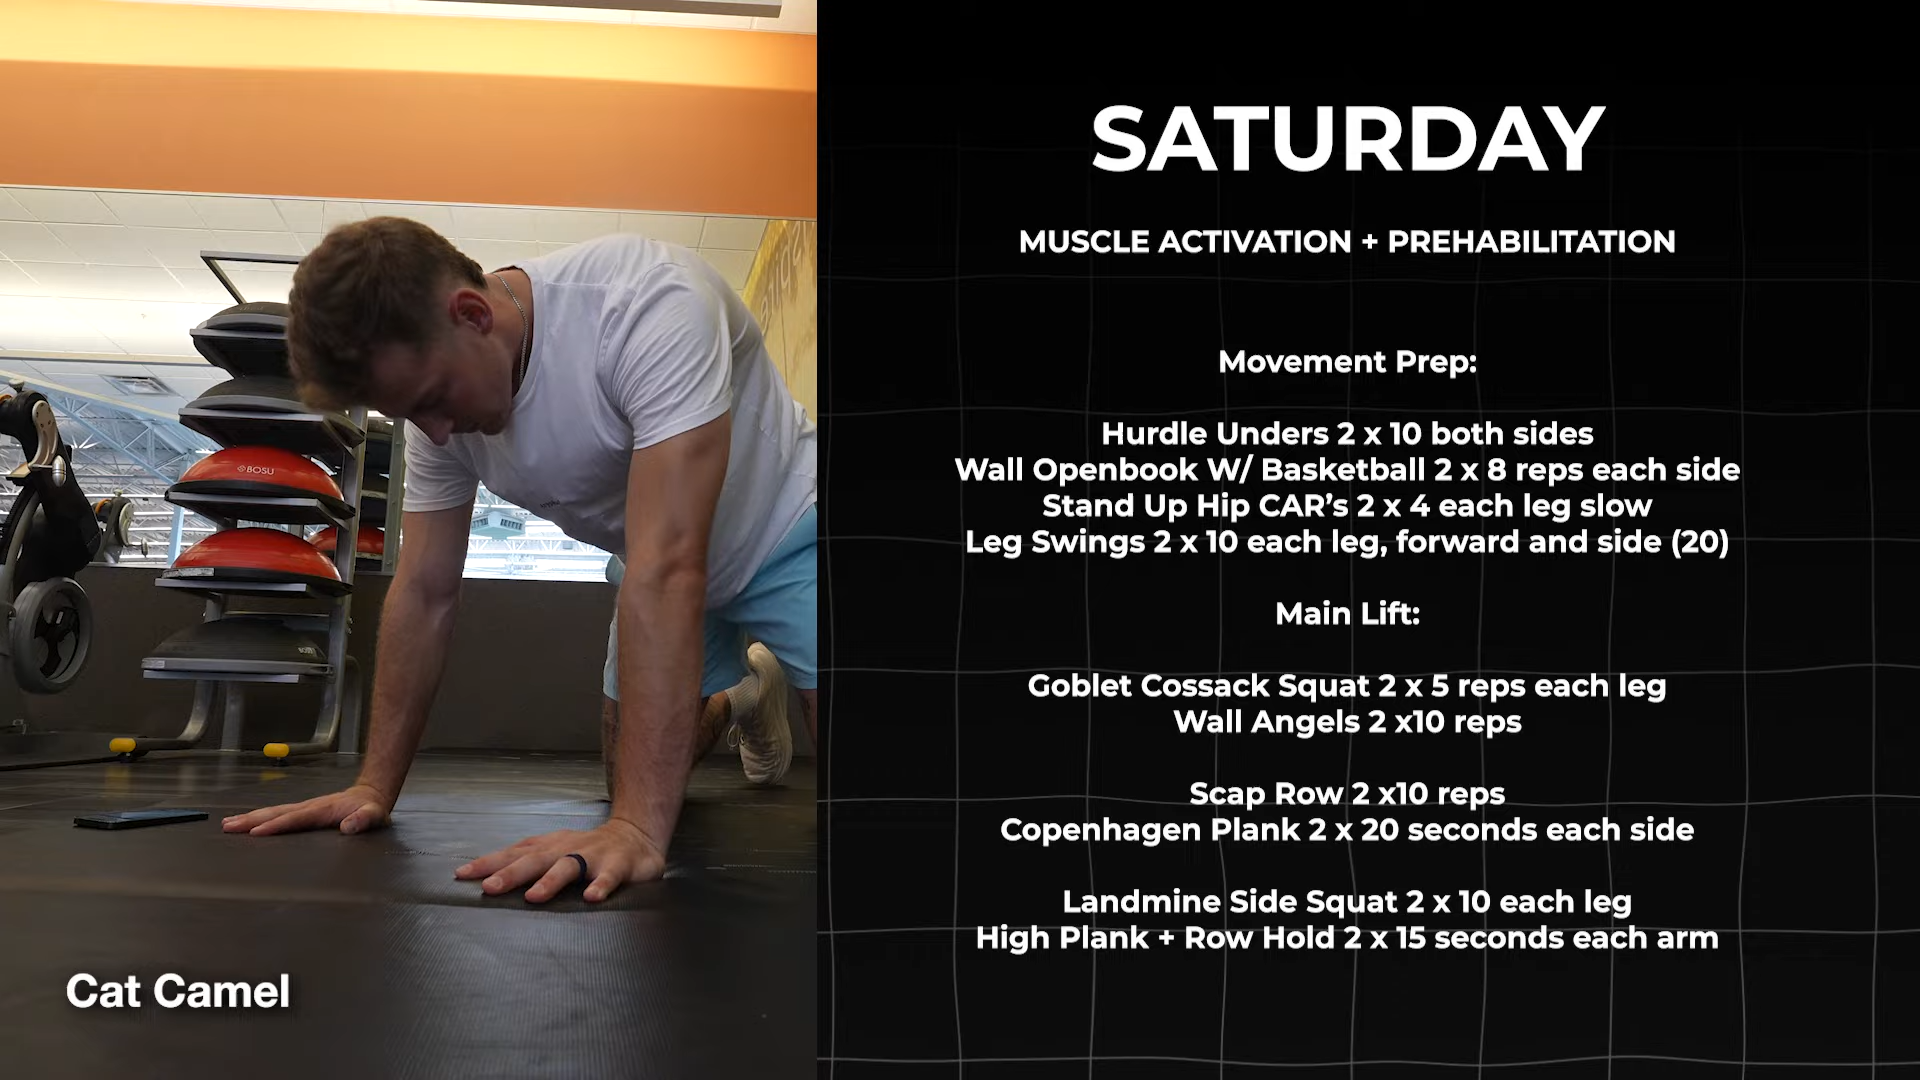 SATURDAY
MUSCLE ACTIVATION + PREHABILITATION
Movement Prep:
Hurdle Unders 2 x 10 both sides
Wall Openbook W/ Basketball 2 x 8 reps each side
Stand Up Hip CAR’s 2 x 4 each leg slow
Leg Swings 2 x 10 each leg, forward and side (20)
Main Lift:
Goblet Cossack Squat 2 x 5 reps each leg
Wall Angels 2 x10 reps
Scap Row 2 x10 reps
Copenhagen Plank 2 x 20 seconds each side
Landmine Side Squat 2 x 10 each leg
High Plank + Row Hold 2 x 15 seconds each arm
BOSU
Cat Camel